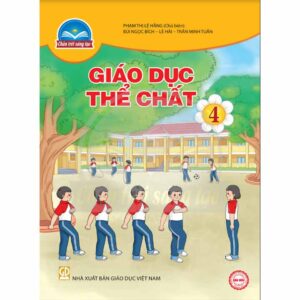 PHẠM THỊ LỆ HẰNG (Chủ biên)
BÙI NGỌC BÍCH – LÊ HẢI – TRẦN MINH TUẤN
Chân trời sáng tạo
GIÁO DỤC
THỂ CHẤT
4
NHÀ XUẤT BẢN GIÁO DỤC VIỆT NAM